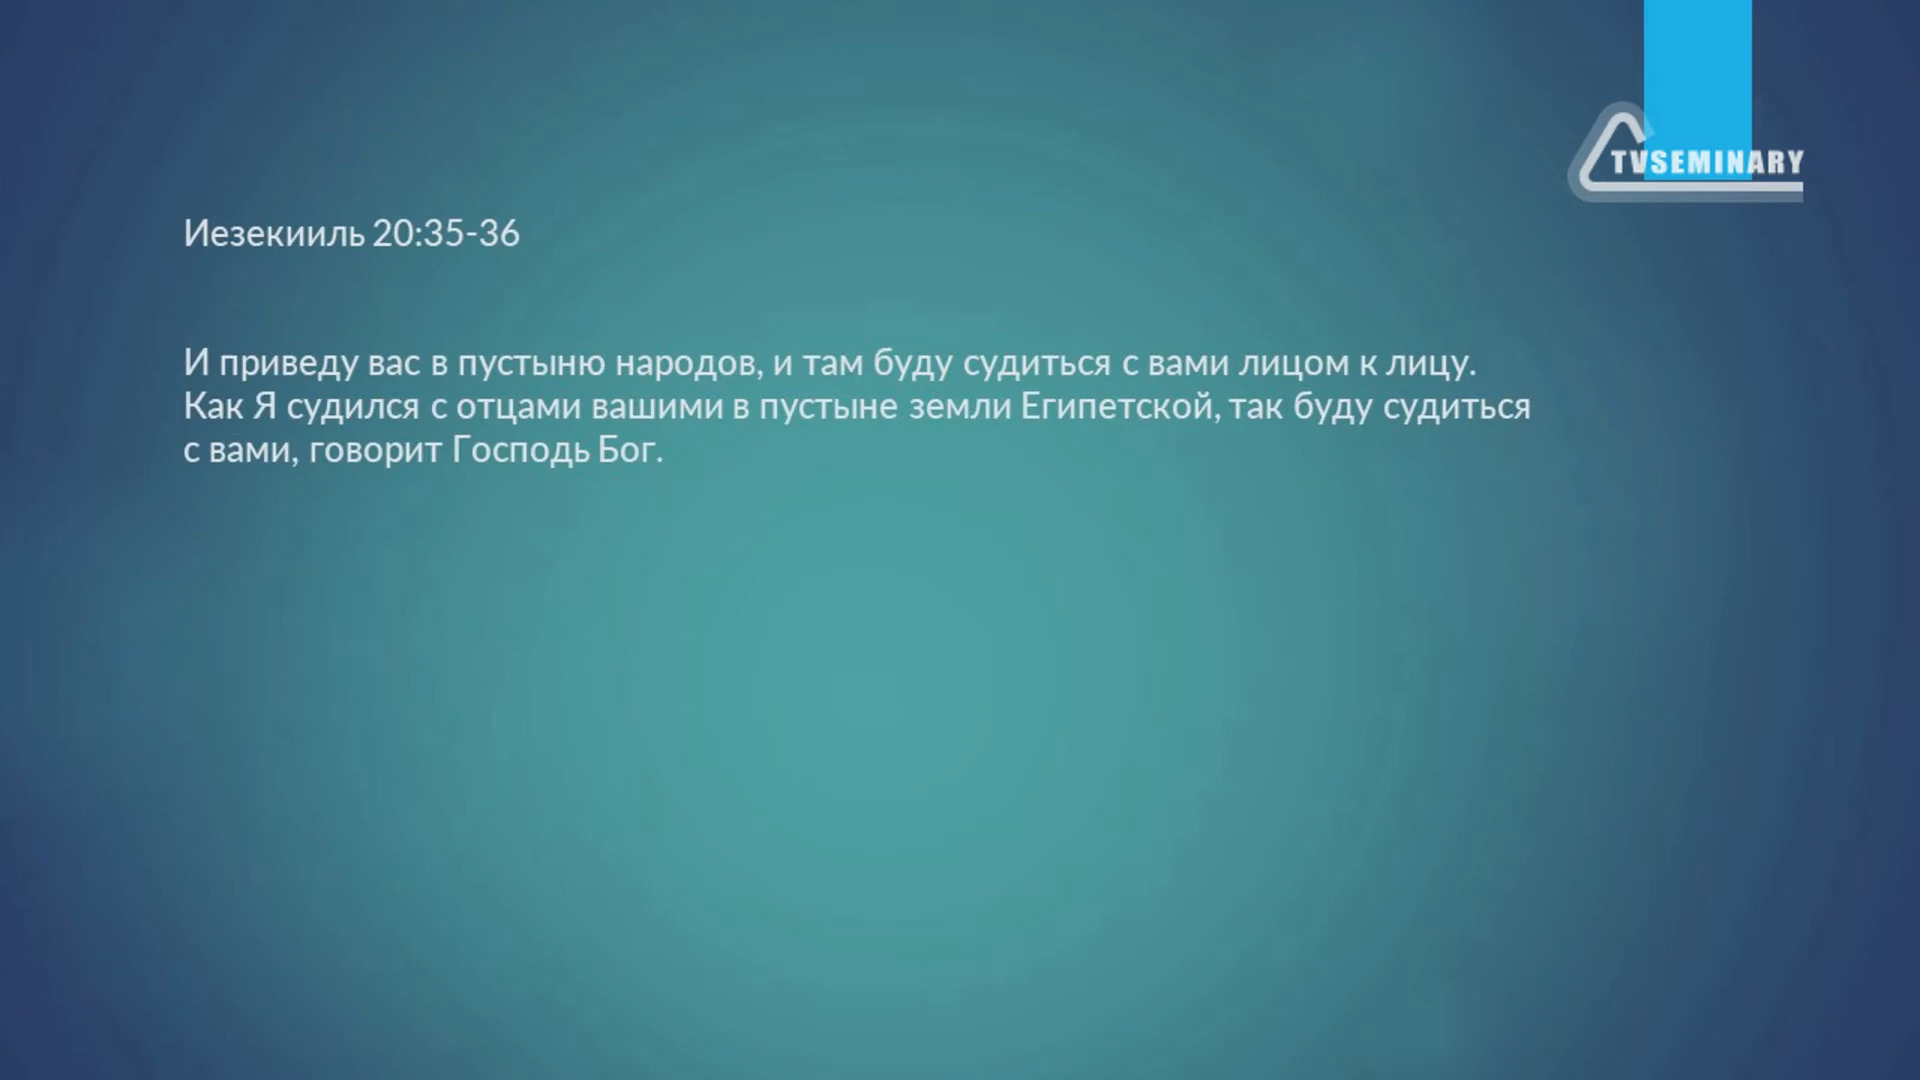 TVSEMINARY
Иезекииль 20:35-36
И приведу вас в пустыню народов, и там буду судиться с вами лицом к лицу.
Как Я судился с отцами вашими в пустыне земли Египетской, так буду судиться
с вами, говорит Господь Бог.